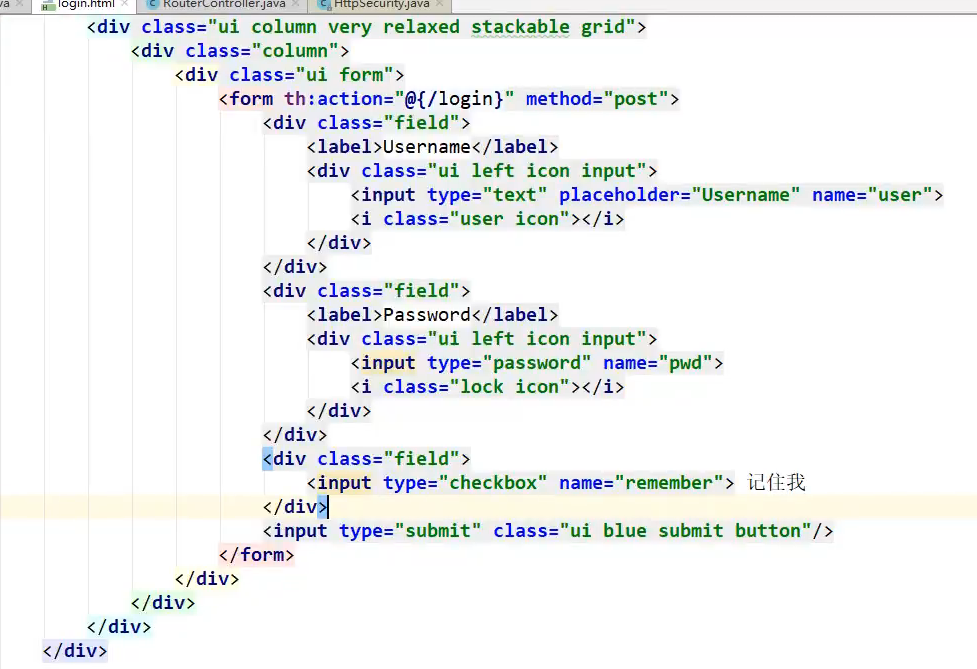 login.html RouterController.java HttpSecurity.java
<div class="ui column very relaxed stackable grid">
<div class="column">
<div class="ui form">
<form th:action="@{/login}" method="post">
<div class="field">
<label>Username</label>
<div class="ui left icon input">
<input type="text" placeholder="Username" name="user">
<i class="user icon"></i>
</div>
</div>
<div class="field">
<label>Password</label>
<div class="ui left icon input">
<input type="password" name="pwd">
<i class="lock icon"></i>
</div>
</div>
<div class="field">
<input type="checkbox" name="remember"> 记住我
</div>
<input type="submit" class="ui blue submit button"/>
</form>
</div>
</div>
</div>
</div>